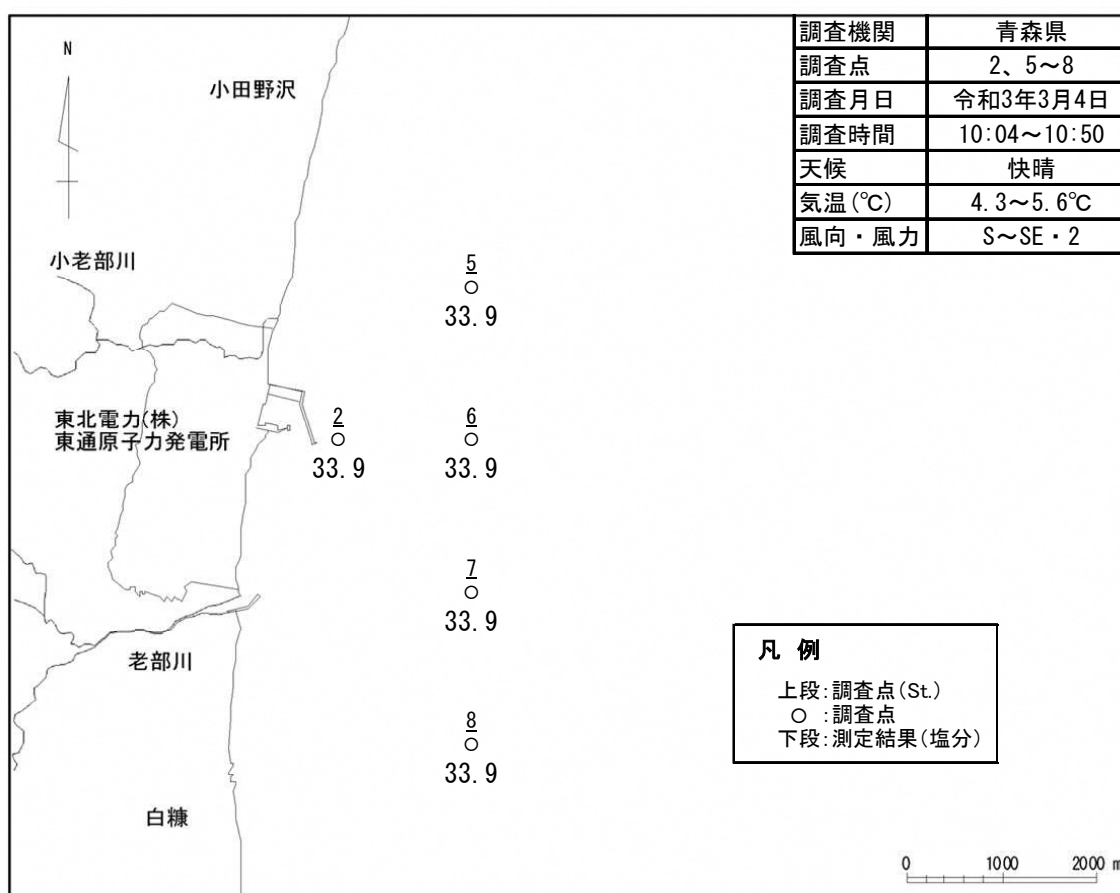 調査機関 青森県
調査点 2、5～8
調査月日 令和3年3月4日
調査時間 10:04～10:50
天候 快晴
気温(℃) 4.3～5.6℃
風向・風力 S～SE・2
N
小田野沢
小老部川
5
33.9
東北電力(株)
東通原子力発電所
2
33.9
6
33.9
7
33.9
老部川
8
33.9
白糠
凡 例
上段:調査点(St.)
○ :調査点
下段:測定結果(塩分)
0 1000 2000 m